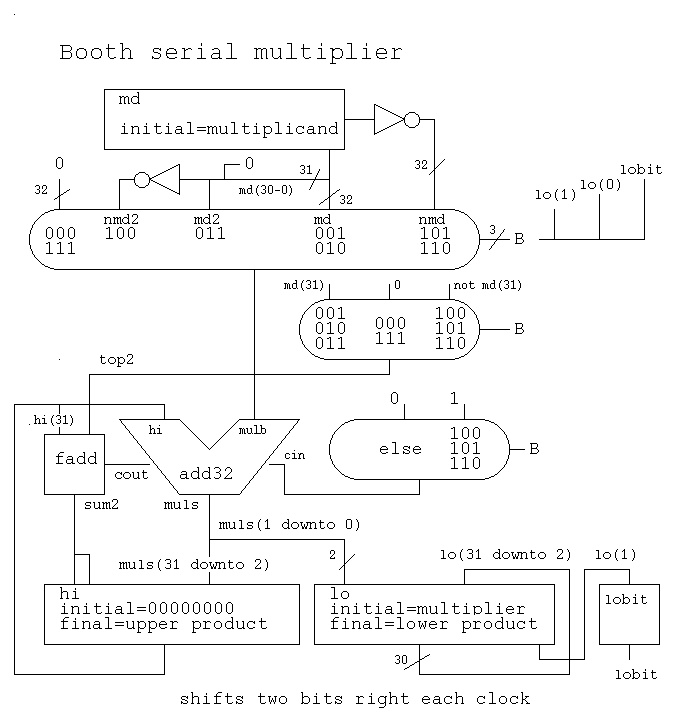 Booth serial multiplier
md
initial=multiplicand
0
0
31
32
lobit
32
md(30-0)
32
lo(1)
lo(0)
nmd2
md2
md
nmd
000
100
011
001
101
3
B
111
010
110
md(31)
0
not md(31)
001
100
010
000
101
B
011
111
110
top2
0
1
hi(31)
hi
mulb
100
fadd
cin
else
101
B
cout
add32
110
sum2
muls
muls(1 downto 0)
2
lo(31 downto 2)
lo(1)
muls(31 downto 2)
hi
lo
lobit
initial=00000000
initial=multiplier
final=upper product
final=lower product
30
lobit
shifts two bits right each clock